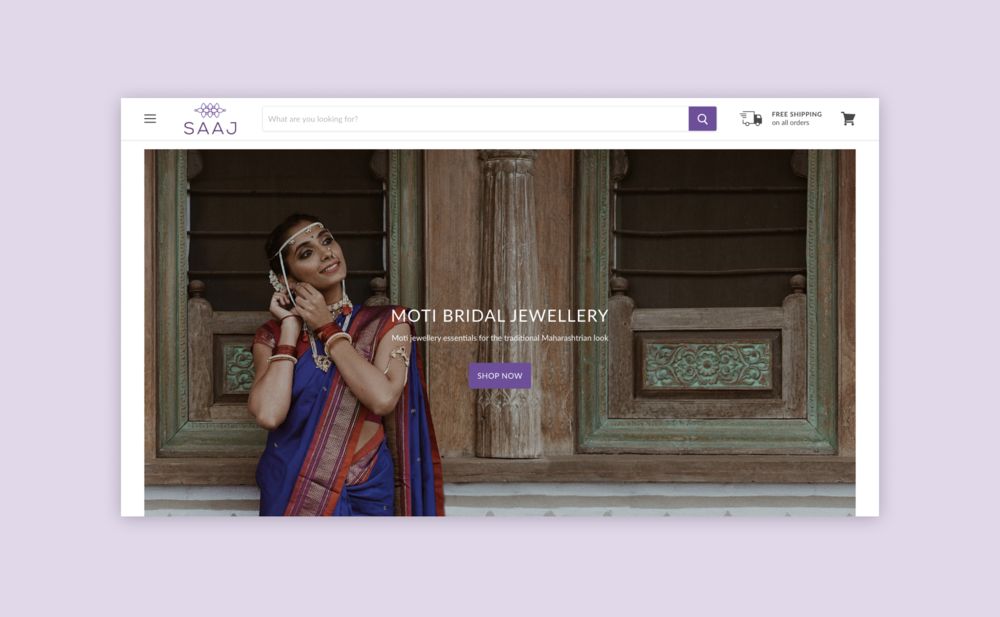 SAAJ
What are you looking for?
FREE SHIPPING
on all orders
MOTI BRIDAL JEWELLERY
Moti jewellery essentials for the traditional Maharashtrian look
SHOP NOW